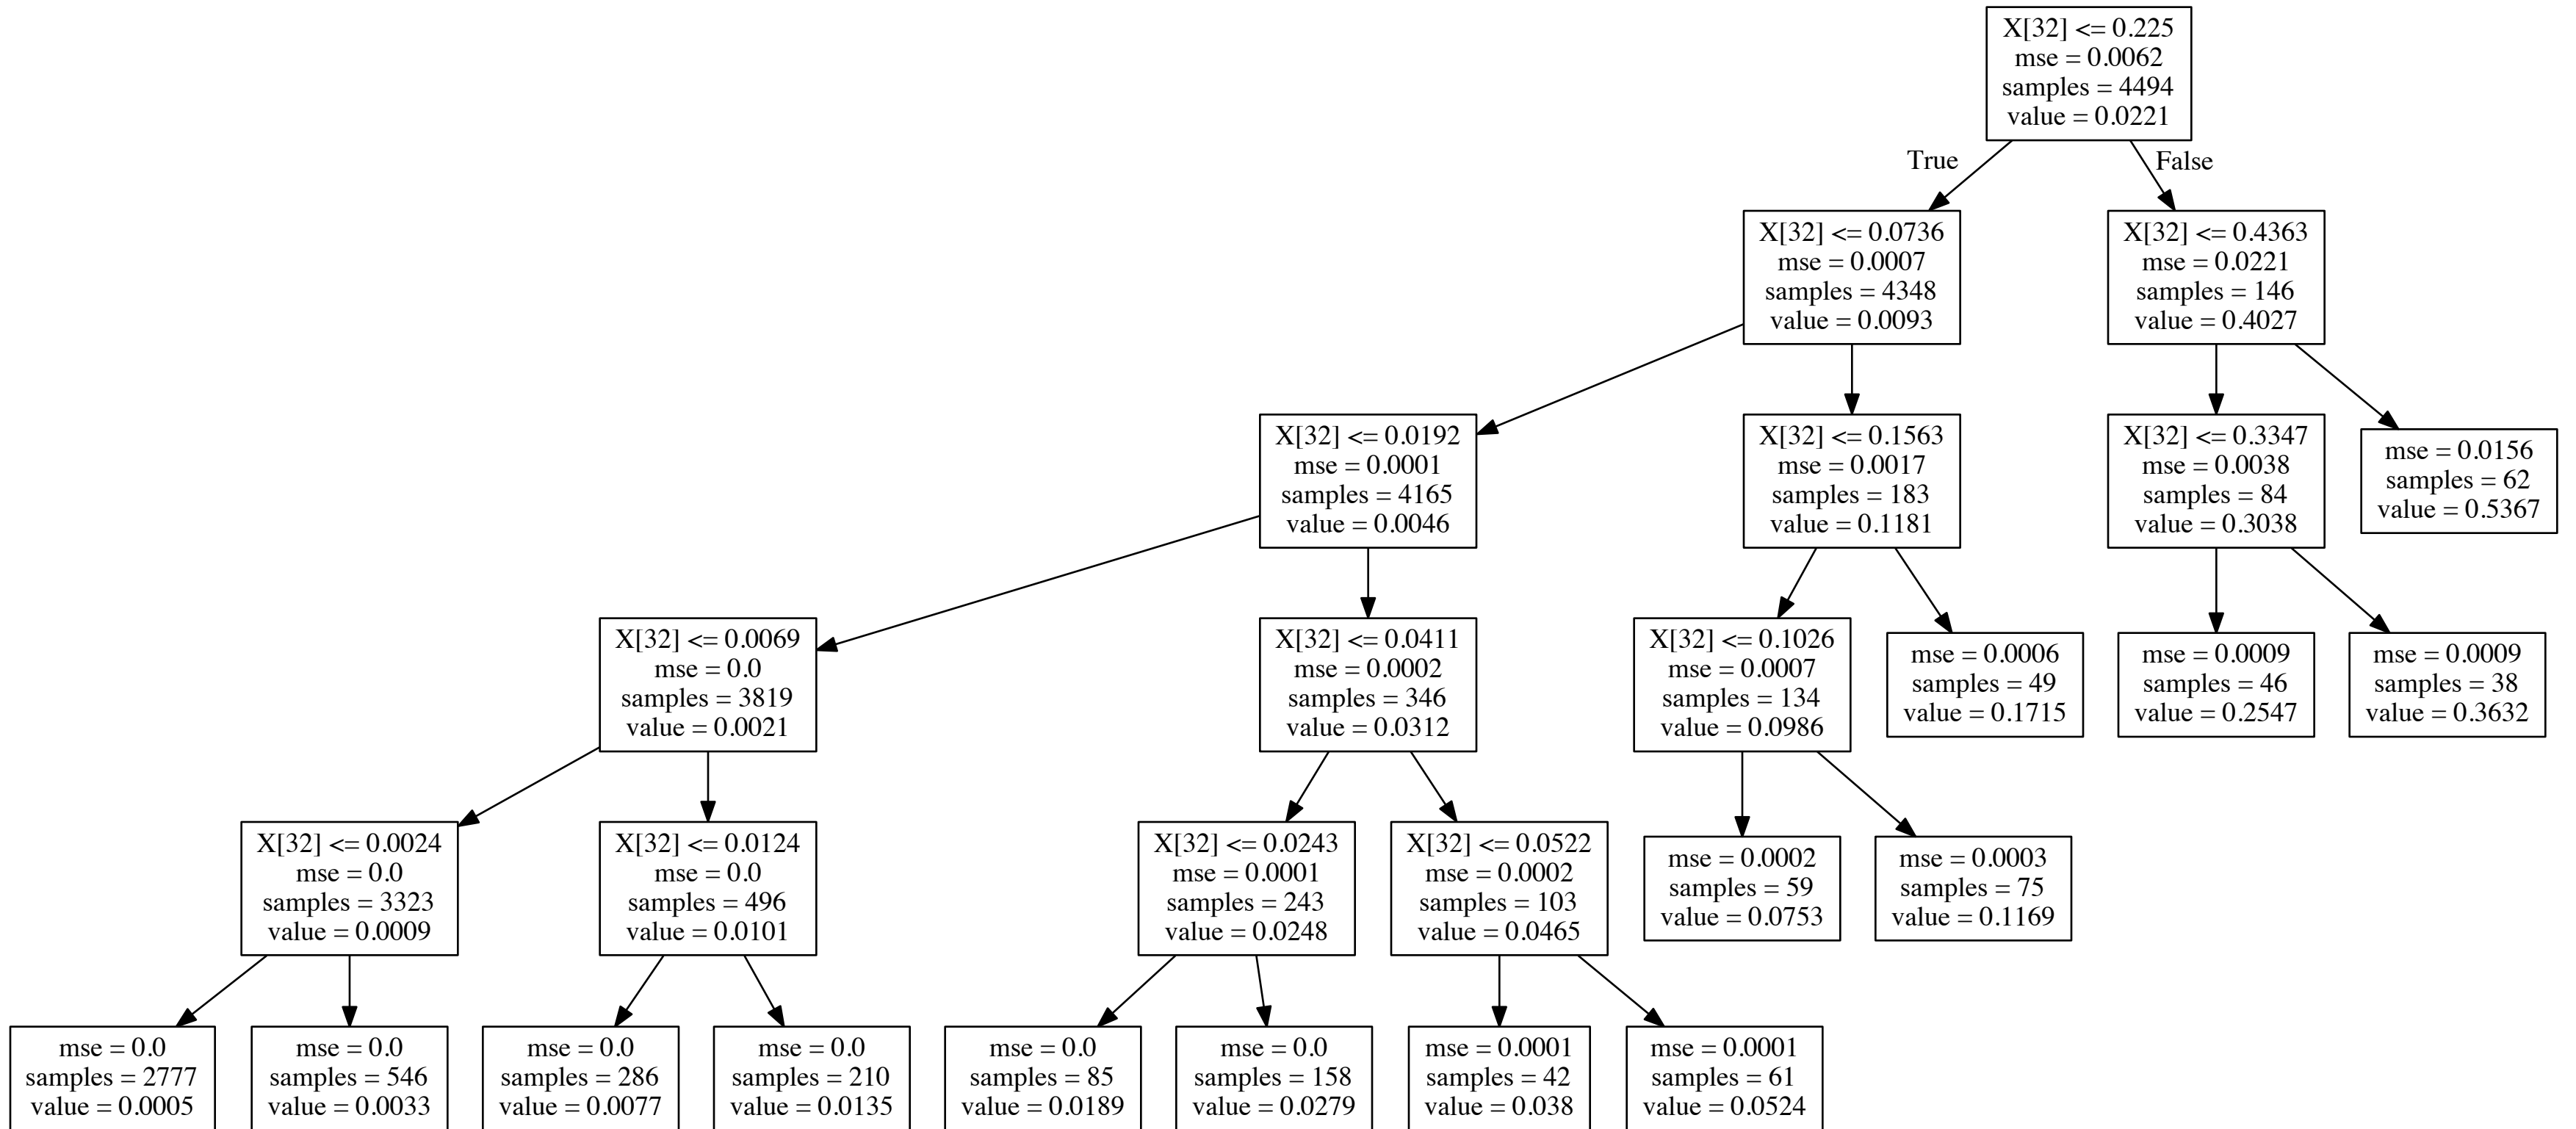 X[32] <= 0.225
mse = 0.0062
samples = 4494
value = 0.0221
True
False
X[32] <= 0.0736
mse = 0.0007
samples = 4348
value = 0.0093
X[32] <= 0.4363
mse = 0.0221
samples = 146
value = 0.4027
X[32] <= 0.0192
mse = 0.0001
samples = 4165
value = 0.0046
X[32] <= 0.1563
mse = 0.0017
samples = 183
value = 0.1181
X[32] <= 0.3347
mse = 0.0038
samples = 84
value = 0.3038
mse = 0.0156
samples = 62
value = 0.5367
X[32] <= 0.0069
mse = 0.0
samples = 3819
value = 0.0021
X[32] <= 0.0411
mse = 0.0002
samples = 346
value = 0.0312
X[32] <= 0.1026
mse = 0.0007
samples = 134
value = 0.0986
mse = 0.0006
samples = 49
value = 0.1715
mse = 0.0009
samples = 46
value = 0.2547
mse = 0.0009
samples = 38
value = 0.3632
X[32] <= 0.0024
mse = 0.0
samples = 3323
value = 0.0009
X[32] <= 0.0124
mse = 0.0
samples = 496
value = 0.0101
X[32] <= 0.0243
mse = 0.0001
samples = 243
value = 0.0248
X[32] <= 0.0522
mse = 0.0002
samples = 103
value = 0.0465
mse = 0.0002
samples = 59
value = 0.0753
mse = 0.0003
samples = 75
value = 0.1169
mse = 0.0
samples = 2777
value = 0.0005
mse = 0.0
samples = 546
value = 0.0033
mse = 0.0
samples = 286
value = 0.0077
mse = 0.0
samples = 210
value = 0.0135
mse = 0.0
samples = 85
value = 0.0189
mse = 0.0
samples = 158
value = 0.0279
mse = 0.0001
samples = 42
value = 0.038
mse = 0.0001
samples = 61
value = 0.0524